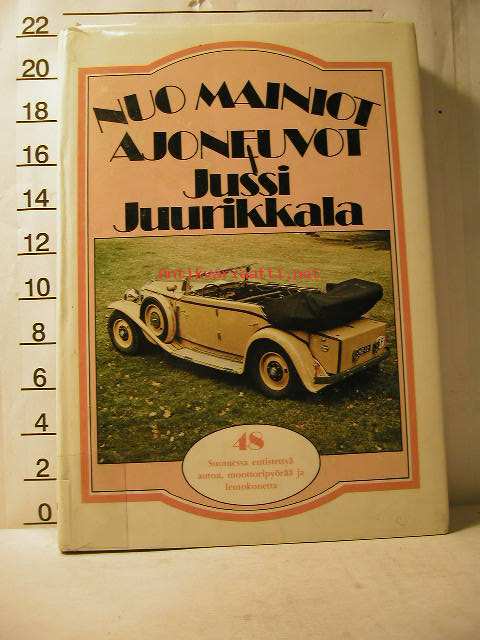 22
20
18
16
14
12
10
8
6
4
2
0
NUO MAINIOT
AJONEUVOT
Jussi
Juurikkala
Antikvariaatti.net
48
Suomessa entistettyä
autoa, moottoripyörää ja
lentokonetta